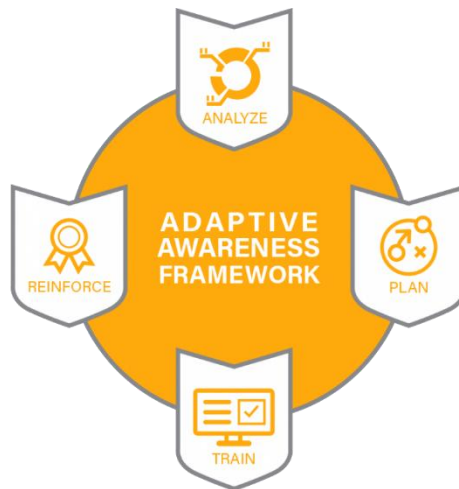 ANALYZE
ADAPTIVE
AWARENESS
FRAMEWORK
REINFORCE
PLAN
TRAIN